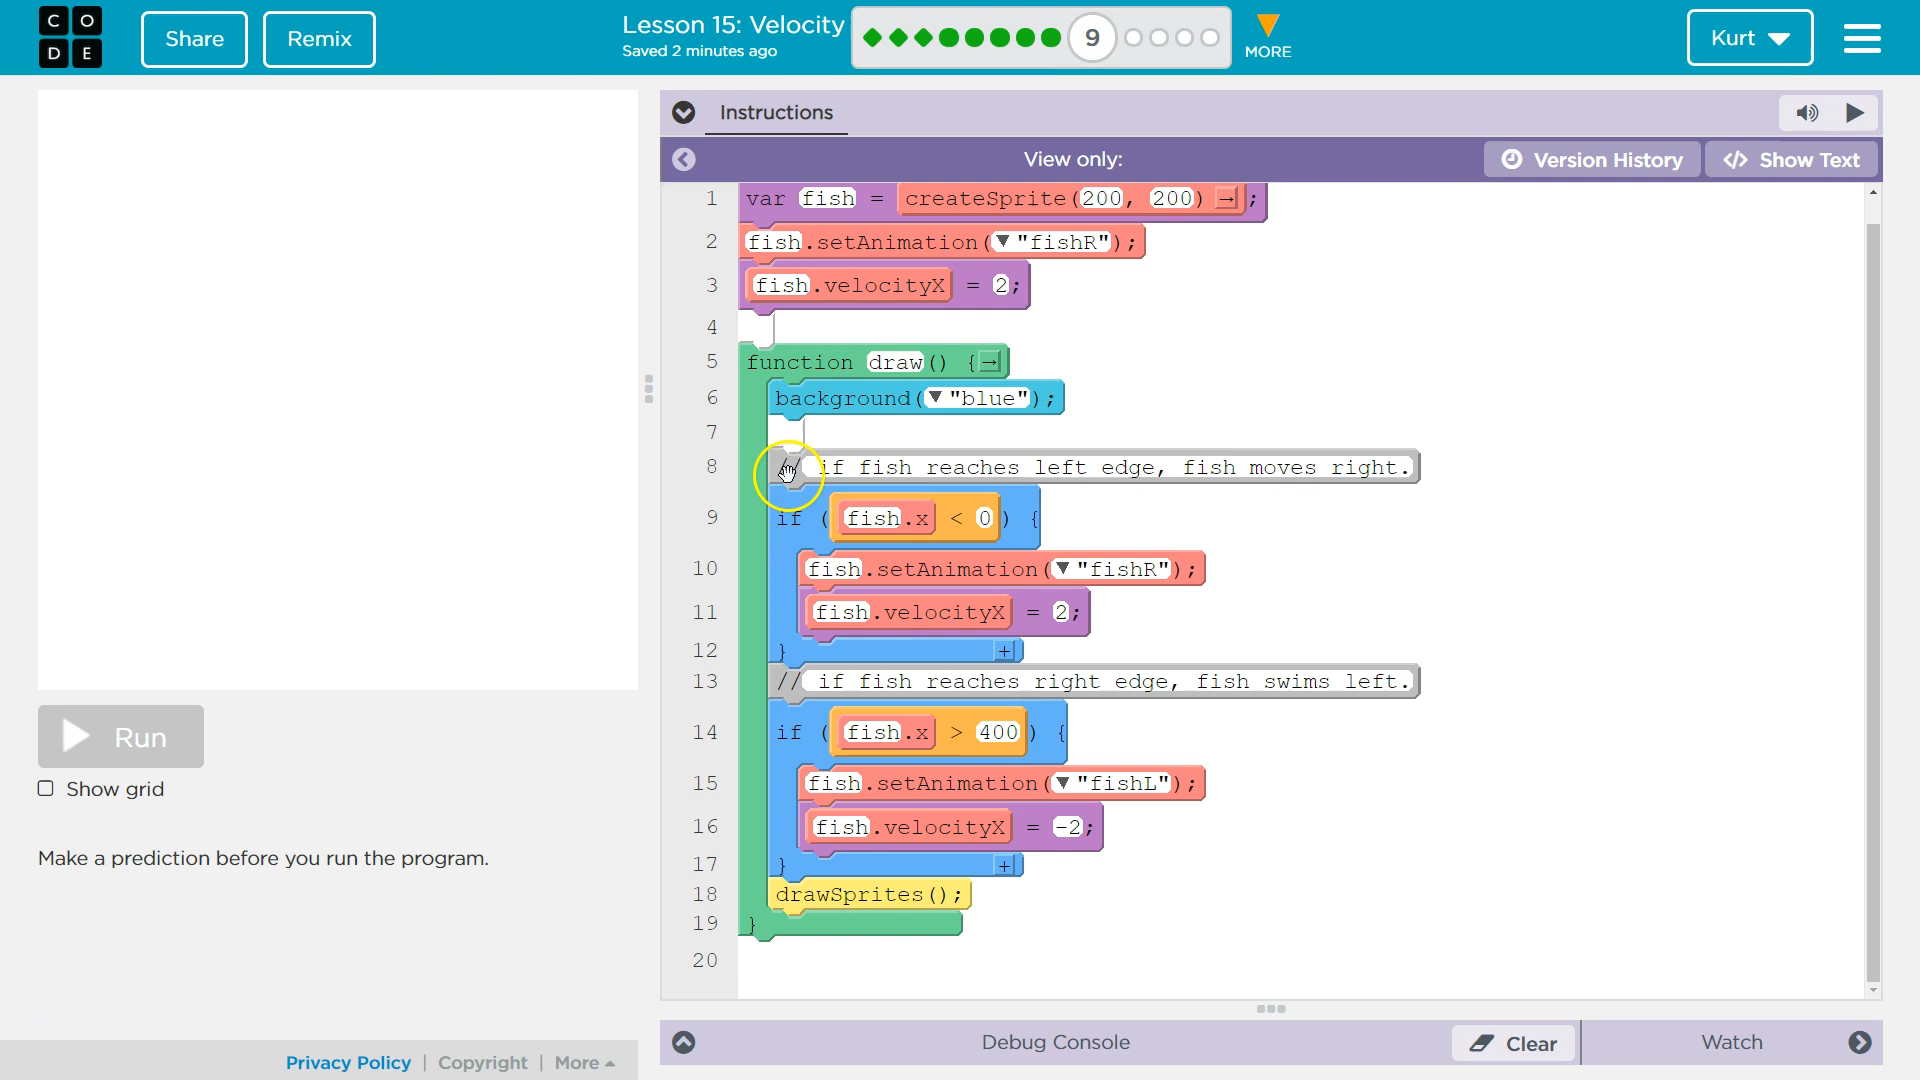 C O D E
Share
Remix
Lesson 15: Velocity
Saved 2 minutes ago
9
MORE
Kurt
Instructions
View only:
Version History
</> Show Text
1 var fish = createSprite(200, 200);
2 fish.setAnimation("fishR");
3 fish.velocityX = 2;
4
5 function draw() {
6 background("blue");
7
8 // if fish reaches left edge, fish moves right.
9 if (fish.x < 0) {
10 fish.setAnimation("fishR");
11 fish.velocityX = 2;
12 }
13 // if fish reaches right edge, fish swims left.
14 if (fish.x > 400) {
15 fish.setAnimation("fishL");
16 fish.velocityX = -2;
17 }
18 drawSprites();
19 }
20
Run
Show grid
Make a prediction before you run the program.
Debug Console
Clear
Watch
Privacy Policy | Copyright | More